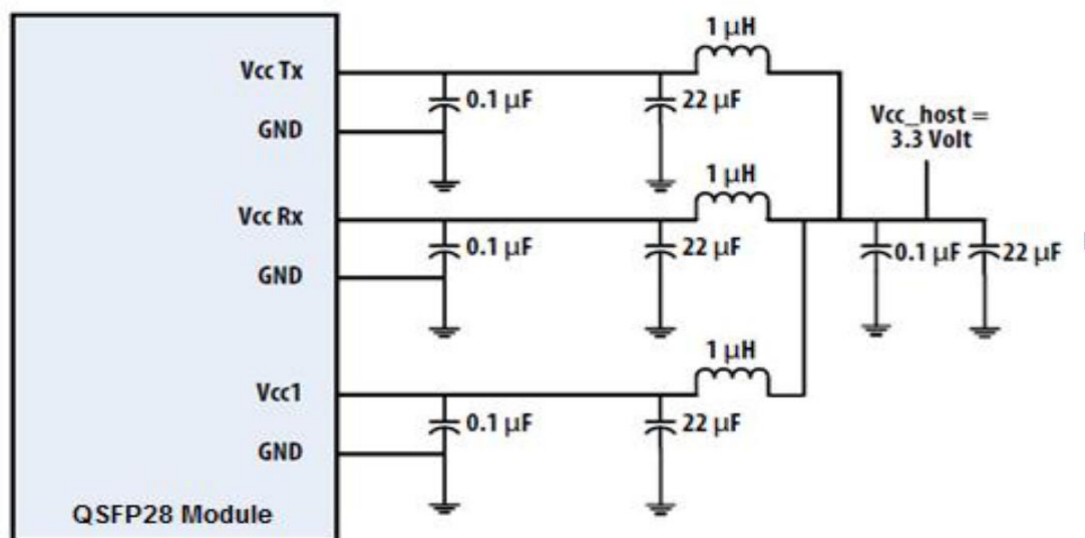 1 μH
Vcc Tx
0.1 μF
22 μF
GND
Vcc_host =
3.3 Volt
1 μH
Vcc Rx
0.1 μF
22 μF
0.1 μF
22 μF
GND
1 μH
Vcc1
0.1 μF
22 μF
GND
QSFP28 Module